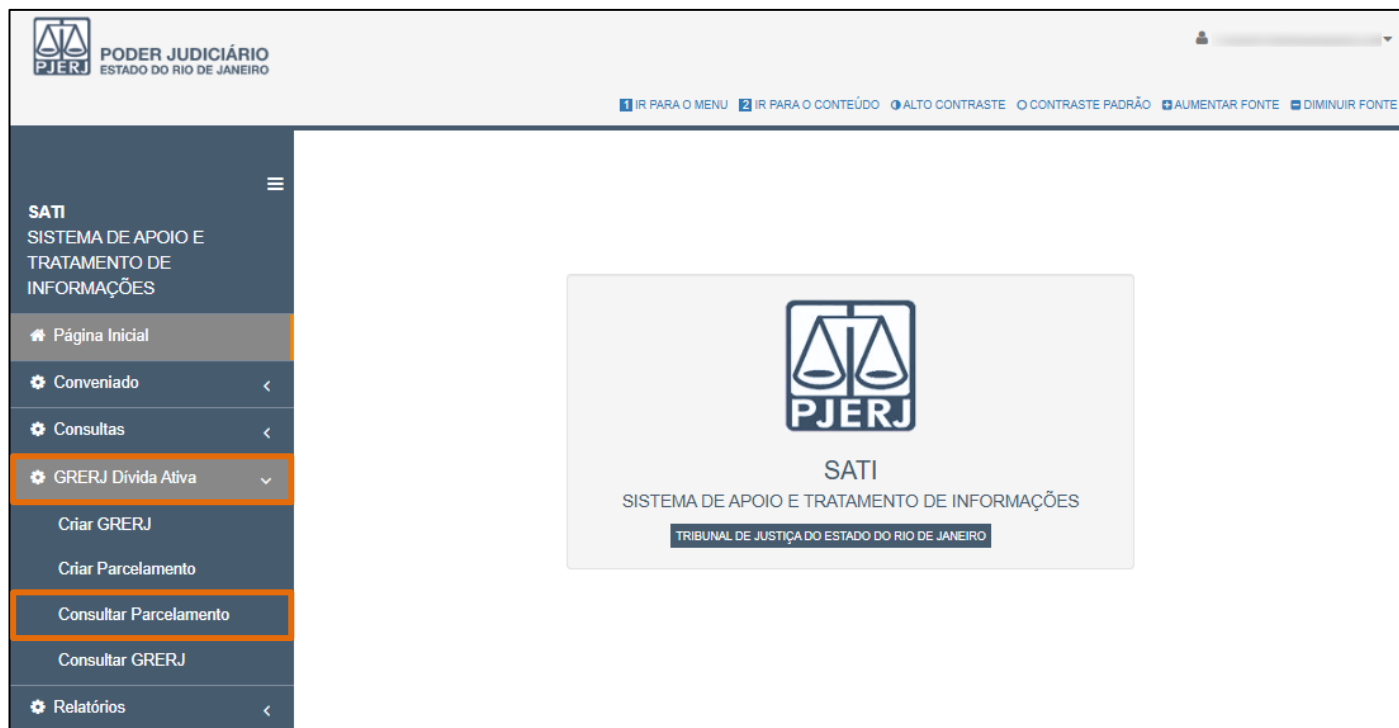 PJERJ
PODER JUDICIÁRIO
ESTADO DO RIO DE JANEIRO
1 IR PARA O MENU 2 IR PARA O CONTEÚDO ALTO CONTRASTE CONTRASTE PADRÃO AUMENTAR FONTE DIMINUIR FONTE
SATI
SISTEMA DE APOIO E
TRATAMENTO DE
INFORMAÇÕES
Página Inicial
Conveniado
Consultas
GRERJ Dívida Ativa
Criar GRERJ
Criar Parcelamento
Consultar Parcelamento
Consultar GRERJ
Relatórios
PJERJ
SATI
SISTEMA DE APOIO E TRATAMENTO DE INFORMAÇÕES
TRIBUNAL DE JUSTIÇA DO ESTADO DO RIO DE JANEIRO